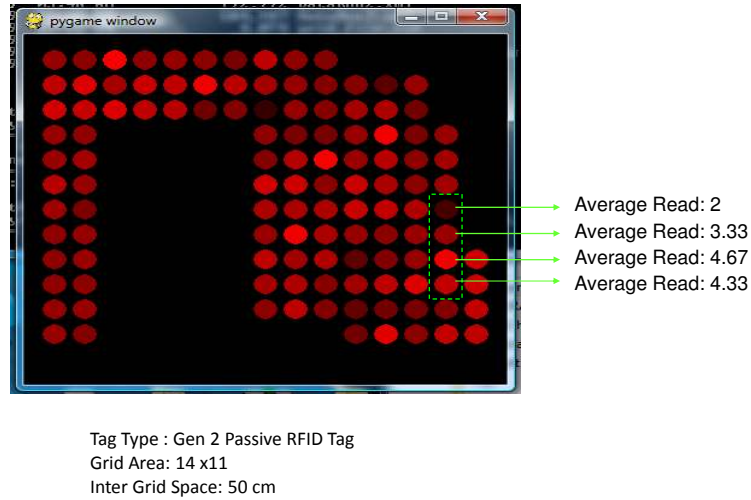 pygame window
Average Read: 2
Average Read: 3.33
Average Read: 4.67
Average Read: 4.33
Tag Type : Gen 2 Passive RFID Tag
Grid Area: 14 x11
Inter Grid Space: 50 cm